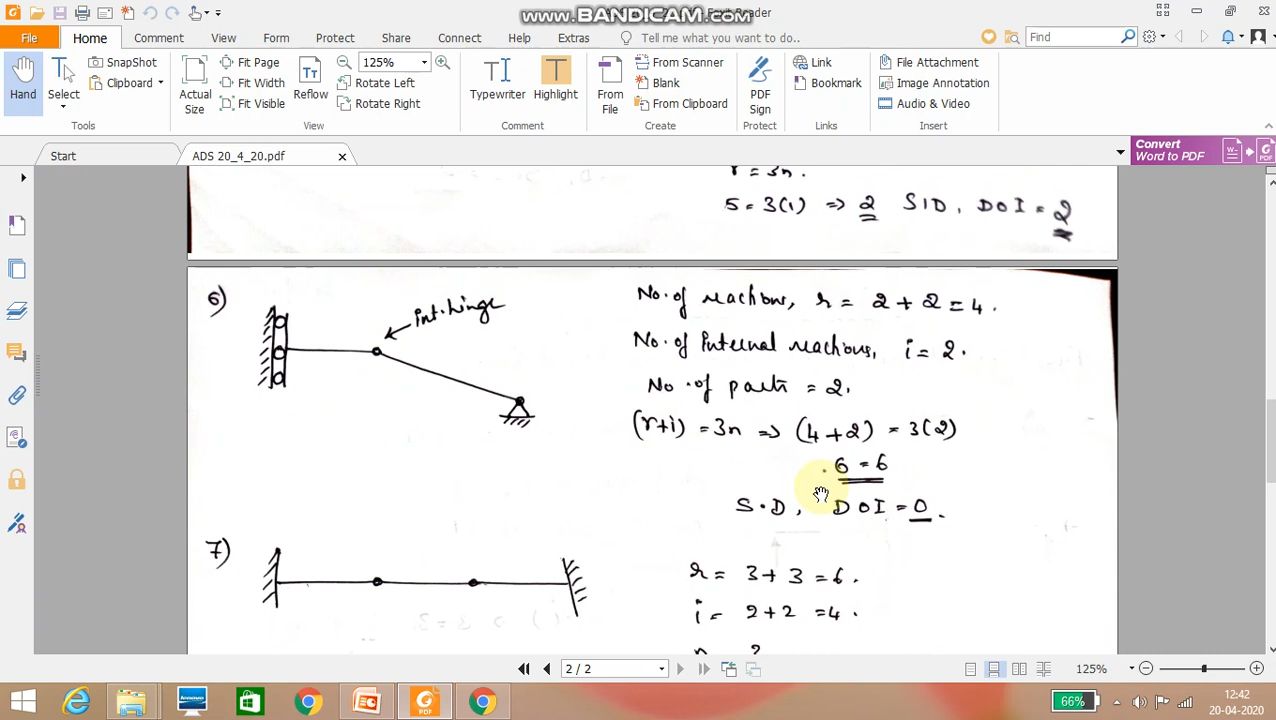 www.BANDICAM.com
Reader
File Home Comment View Form Protect Share Connect Help Extras Tell me what you want to do.. Find
Hand
Select
SnapShot
Clipboard
Actual Size
Fit Page
Fit Width
Fit Visible
Reflow
125%
Rotate Left
Rotate Right
Typewriter
Highlight
From File
From Scanner
Blank
From Clipboard
PDF Sign
Link
Bookmark
File Attachment
Image Annotation
Audio & Video
Tools View Comment Create Protect Links Insert
Start
ADS 20_4_20.pdf
Convert
Word to PDF
r = 3n.
5 = 3(1) => 2 SID, DOI = 2
6)
int. hinge
No. of reactions, r = 2 + 2 = 4.
No. of Internal reactions, i = 2.
No. of parts = 2.
(r+i) = 3n => (4+2) = 3(2)
6 = 6
S.D, DOI = 0.
7)
r = 3+3 = 6.
i = 2+2 = 4.
2 / 2
125%
66%
12:42
20-04-2020